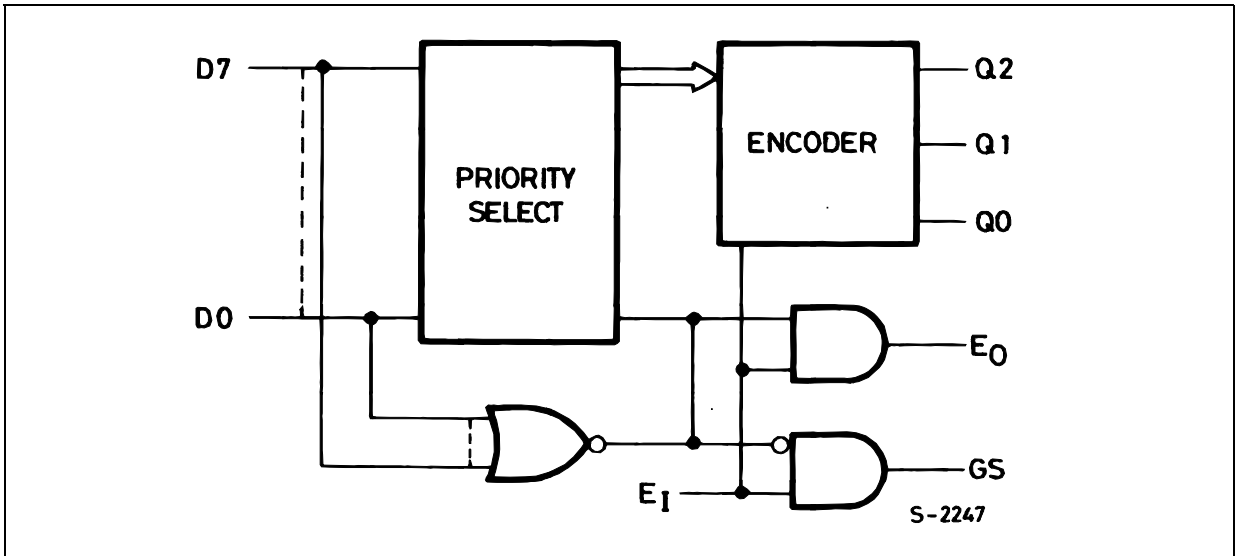 D7
D0
PRIORITY
SELECT
ENCODER
Q2
Q1
Q0
EO
GS
EI
S-2247